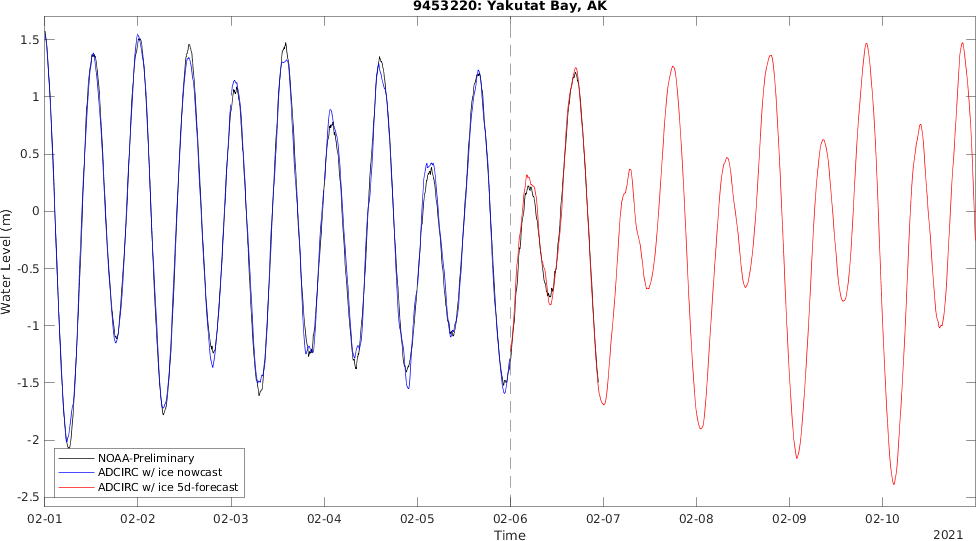 9453220: Yakutat Bay, AK
Water Level (m)
1.5
1
0.5
0
-0.5
-1
-1.5
-2
-2.5
NOAA-Preliminary
ADCIRC w/ ice nowcast
ADCIRC w/ ice 5d-forecast
02-01 02-02 02-03 02-04 02-05 02-06 02-07 02-08 02-09 02-10
Time
2021